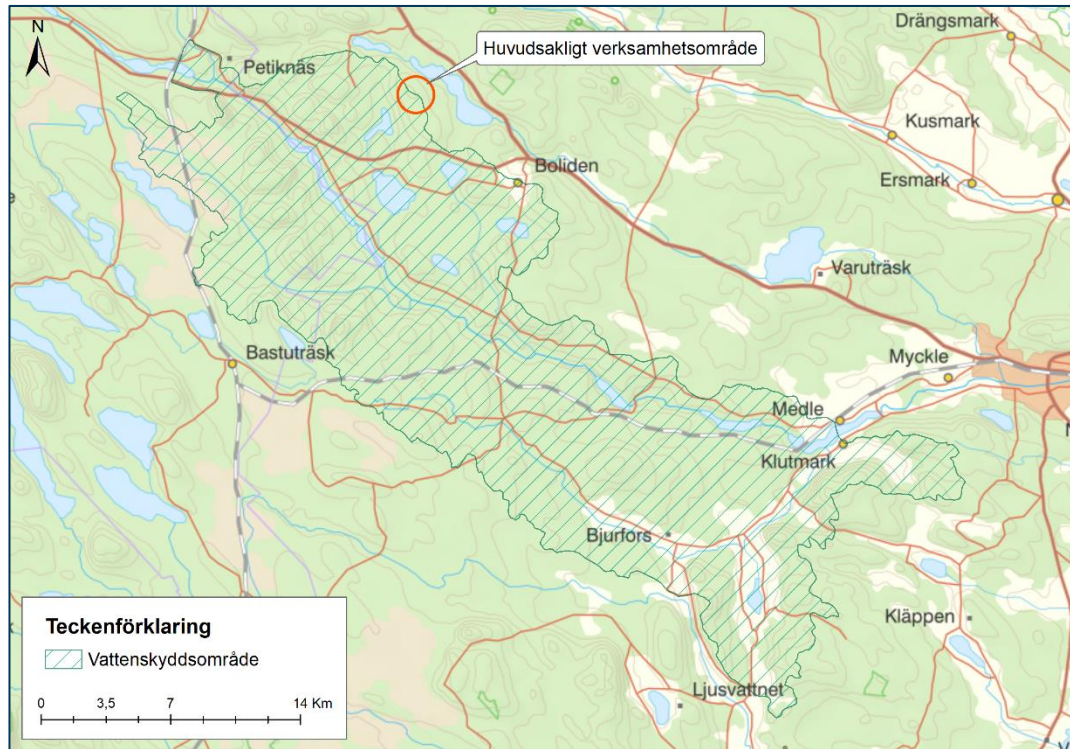 N
Drängsmark
Huvudsakligt verksamhetsområde
Petiknäs
Kusmark
Boliden
Ersmark
Varuträsk
Bastuträsk
Myckle
Medle
Klutmark
Bjurfors
Kläppen
Ljusvattnet
Teckenförklaring
Vattenskyddsområde
0 3,5 7 14 Km